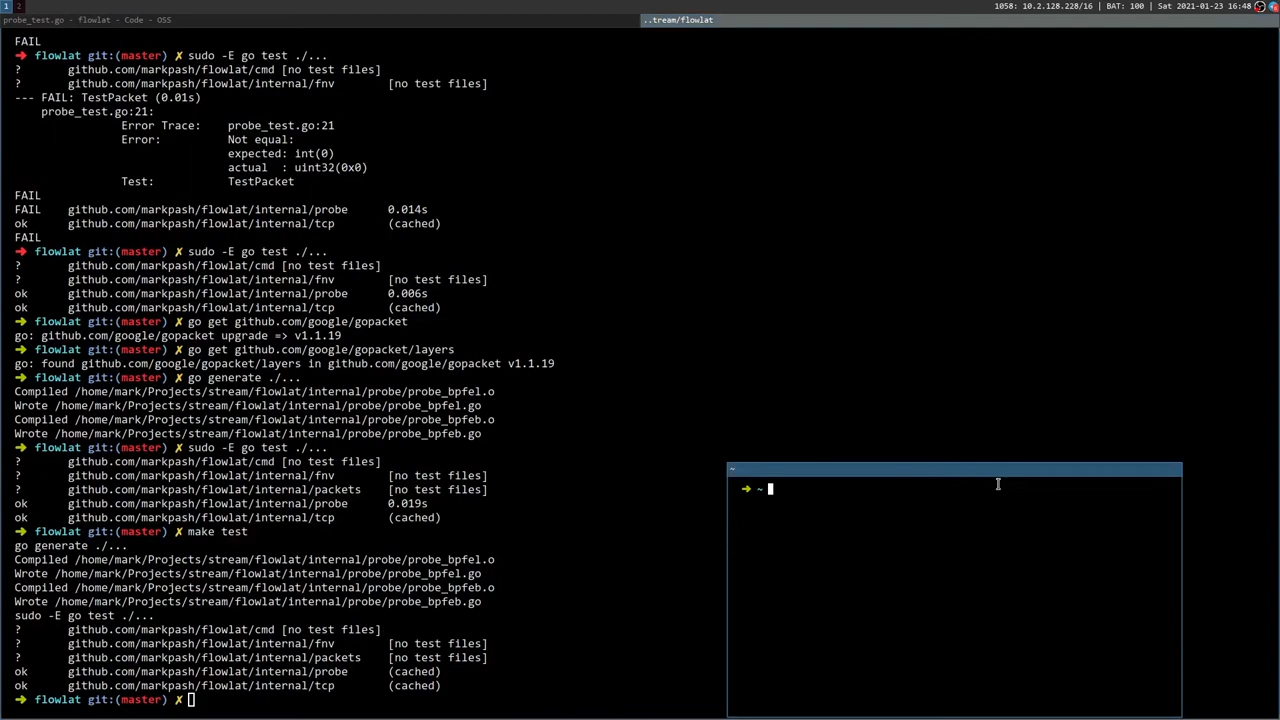 1 2
1058: 10.2.128.228/16 | BAT: 100 | Sat 2021-01-23 16:48
probe_test.go - flowlat - Code - OSS
..tream/flowlat
FAIL
➜ flowlat git:(master) ✗ sudo -E go test ./...
? github.com/markpash/flowlat/cmd [no test files]
? github.com/markpash/flowlat/internal/fnv [no test files]
--- FAIL: TestPacket (0.01s)
probe_test.go:21:
Error Trace: probe_test.go:21
Error: Not equal:
expected: int(0)
actual : uint32(0x0)
Test: TestPacket
FAIL
FAIL github.com/markpash/flowlat/internal/probe 0.014s
ok github.com/markpash/flowlat/internal/tcp (cached)
FAIL
➜ flowlat git:(master) ✗ sudo -E go test ./...
? github.com/markpash/flowlat/cmd [no test files]
? github.com/markpash/flowlat/internal/fnv [no test files]
ok github.com/markpash/flowlat/internal/probe 0.006s
ok github.com/markpash/flowlat/internal/tcp (cached)
➜ flowlat git:(master) ✗ go get github.com/google/gopacket
go: github.com/google/gopacket upgrade => v1.1.19
➜ flowlat git:(master) ✗ go get github.com/google/gopacket/layers
go: found github.com/google/gopacket/layers in github.com/google/gopacket v1.1.19
➜ flowlat git:(master) ✗ go generate ./...
Compiled /home/mark/Projects/stream/flowlat/internal/probe/probe_bpfel.o
Wrote /home/mark/Projects/stream/flowlat/internal/probe/probe_bpfel.go
Compiled /home/mark/Projects/stream/flowlat/internal/probe/probe_bpfeb.o
Wrote /home/mark/Projects/stream/flowlat/internal/probe/probe_bpfeb.go
➜ flowlat git:(master) ✗ sudo -E go test ./...
? github.com/markpash/flowlat/cmd [no test files]
? github.com/markpash/flowlat/internal/fnv [no test files]
? github.com/markpash/flowlat/internal/packets [no test files]
ok github.com/markpash/flowlat/internal/probe 0.019s
ok github.com/markpash/flowlat/internal/tcp (cached)
➜ flowlat git:(master) ✗ make test
go generate ./...
Compiled /home/mark/Projects/stream/flowlat/internal/probe/probe_bpfel.o
Wrote /home/mark/Projects/stream/flowlat/internal/probe/probe_bpfel.go
Compiled /home/mark/Projects/stream/flowlat/internal/probe/probe_bpfeb.o
Wrote /home/mark/Projects/stream/flowlat/internal/probe/probe_bpfeb.go
sudo -E go test ./...
? github.com/markpash/flowlat/cmd [no test files]
? github.com/markpash/flowlat/internal/fnv [no test files]
? github.com/markpash/flowlat/internal/packets [no test files]
ok github.com/markpash/flowlat/internal/probe (cached)
ok github.com/markpash/flowlat/internal/tcp (cached)
➜ flowlat git:(master) ✗
~
➜ ~